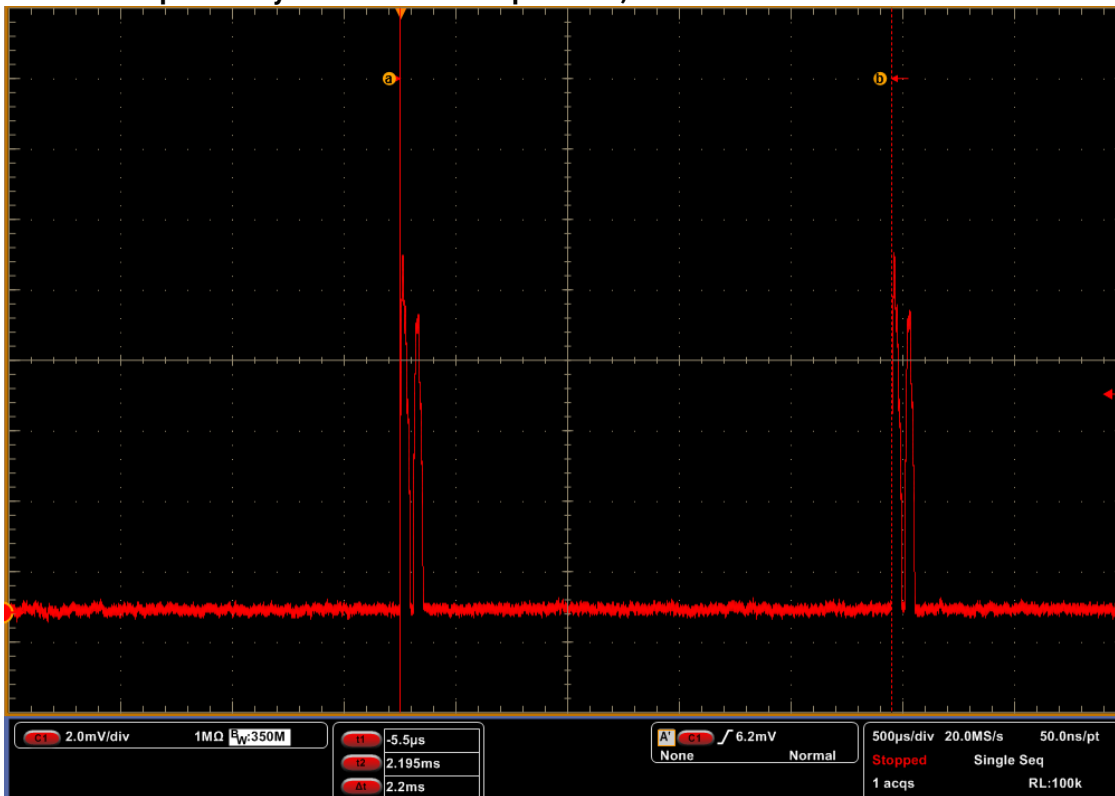 a b
C1 2.0mV/div 1MΩ BW:350M
t1 -5.5µs
t2 2.195ms
Δt 2.2ms
A' C1 6.2mV
None Normal
500µs/div 20.0MS/s 50.0ns/pt
Stopped Single Seq
1 acqs RL:100k